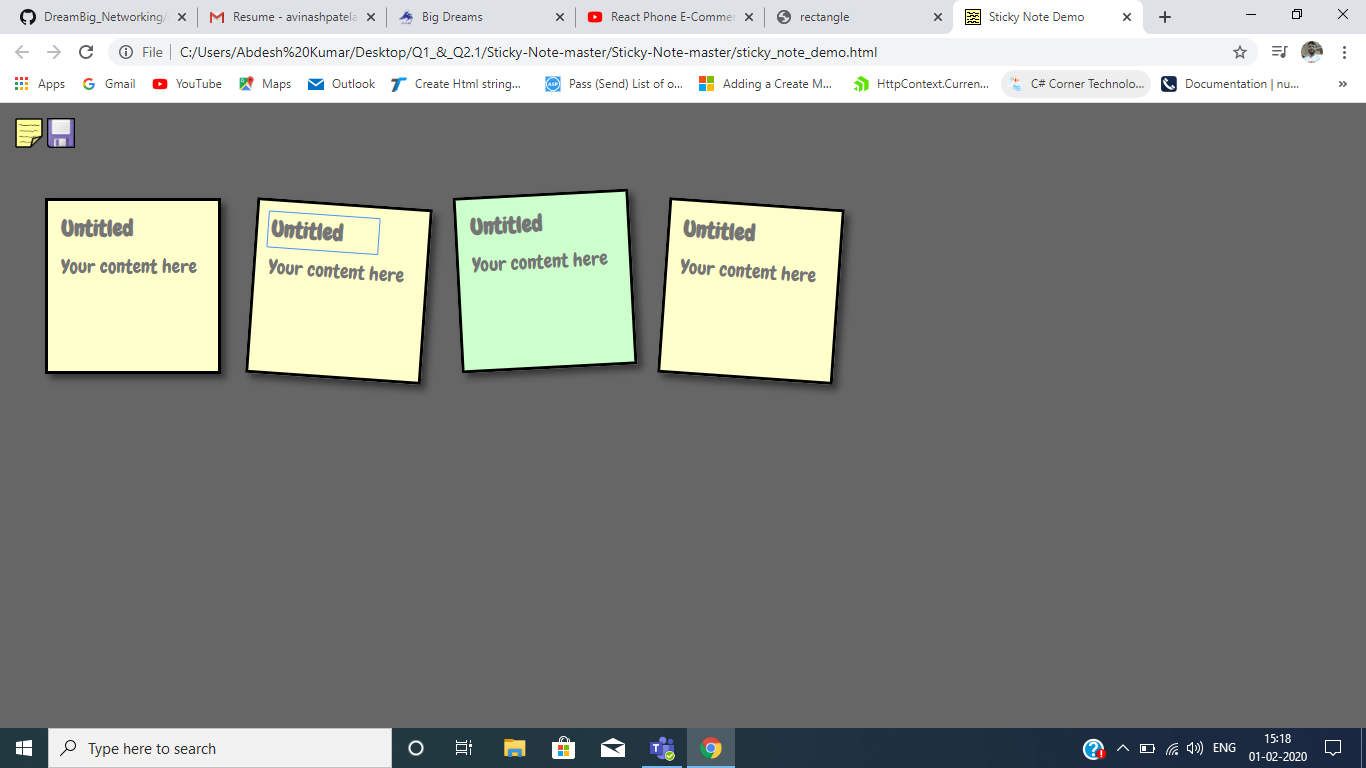 DreamBig_Networking/
Resume - avinashpatela
Big Dreams
React Phone E-Commer
rectangle
Sticky Note Demo
File
C:/Users/Abdesh%20Kumar/Desktop/Q1_&_Q2.1/Sticky-Note-master/Sticky-Note-master/sticky_note_demo.html
Apps
Gmail
YouTube
Maps
Outlook
Create Html string...
Pass (Send) List of o...
Adding a Create M...
HttpContext.Curren...
C# Corner Technolo...
Documentation | nu...
»
Untitled
Your content here
Untitled
Your content here
Untitled
Your content here
Untitled
Your content here
Type here to search
ENG
15:18
01-02-2020